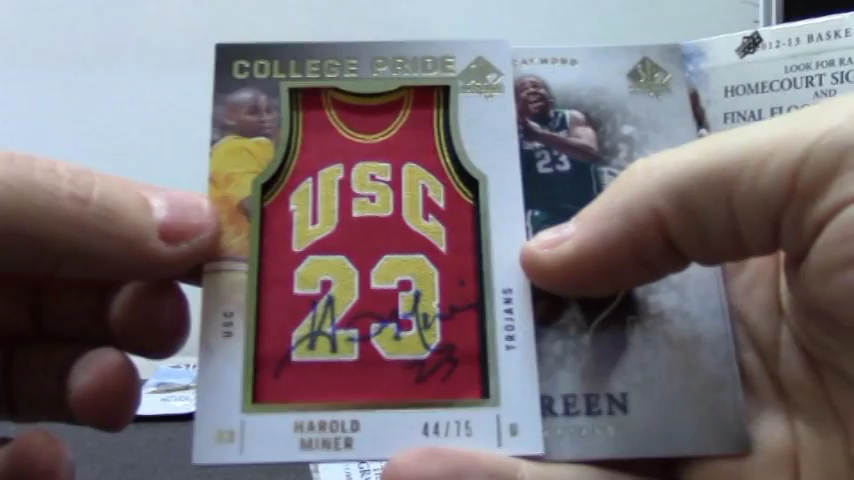 COLLEGE PRIDE
USC
23
USC
TROJANS
HAROLD
MINER
44/75
G
23
REEN
2012-13 BASKE
LOOK FOR RA
HOMECOURT SIG
AND
FINAL FLO